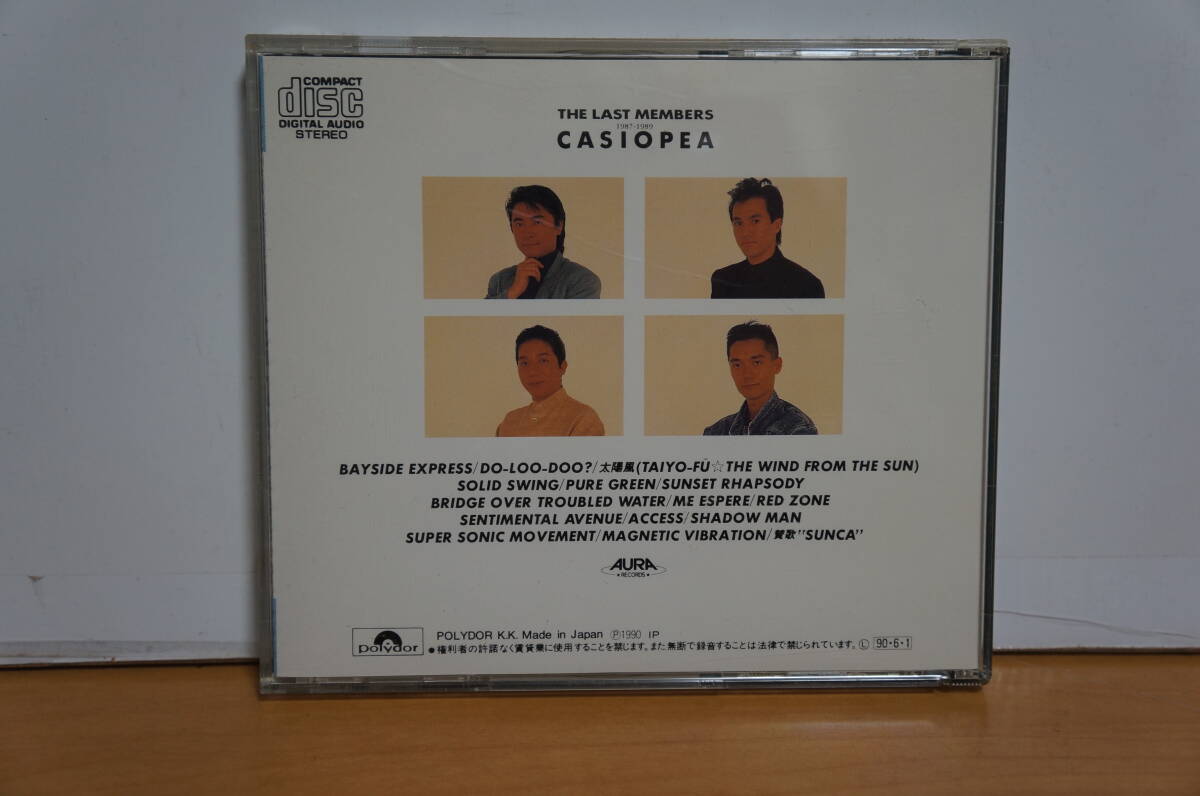 COMPACT
disc
DIGITAL AUDIO
STEREO
THE LAST MEMBERS
1987-1989
CASIOPEA
BAYSIDE EXPRESS/DO-LOO-DOO?/太陽風(TAIYO-FŪ☆THE WIND FROM THE SUN)
SOLID SWING/PURE GREEN/SUNSET RHAPSODY
BRIDGE OVER TROUBLED WATER/ME ESPERE/RED ZONE
SENTIMENTAL AVENUE/ACCESS/SHADOW MAN
SUPER SONIC MOVEMENT/MAGNETIC VIBRATION/賛歌"SUNCA"
AURA
★RECORDS★
polydor
POLYDOR K.K. Made in Japan Ⓟ1990 IP
●権利者の許諾なく賃貸業に使用することを禁じます。また無断で録音することは法律で禁じられています。Ⓛ 90·6·1